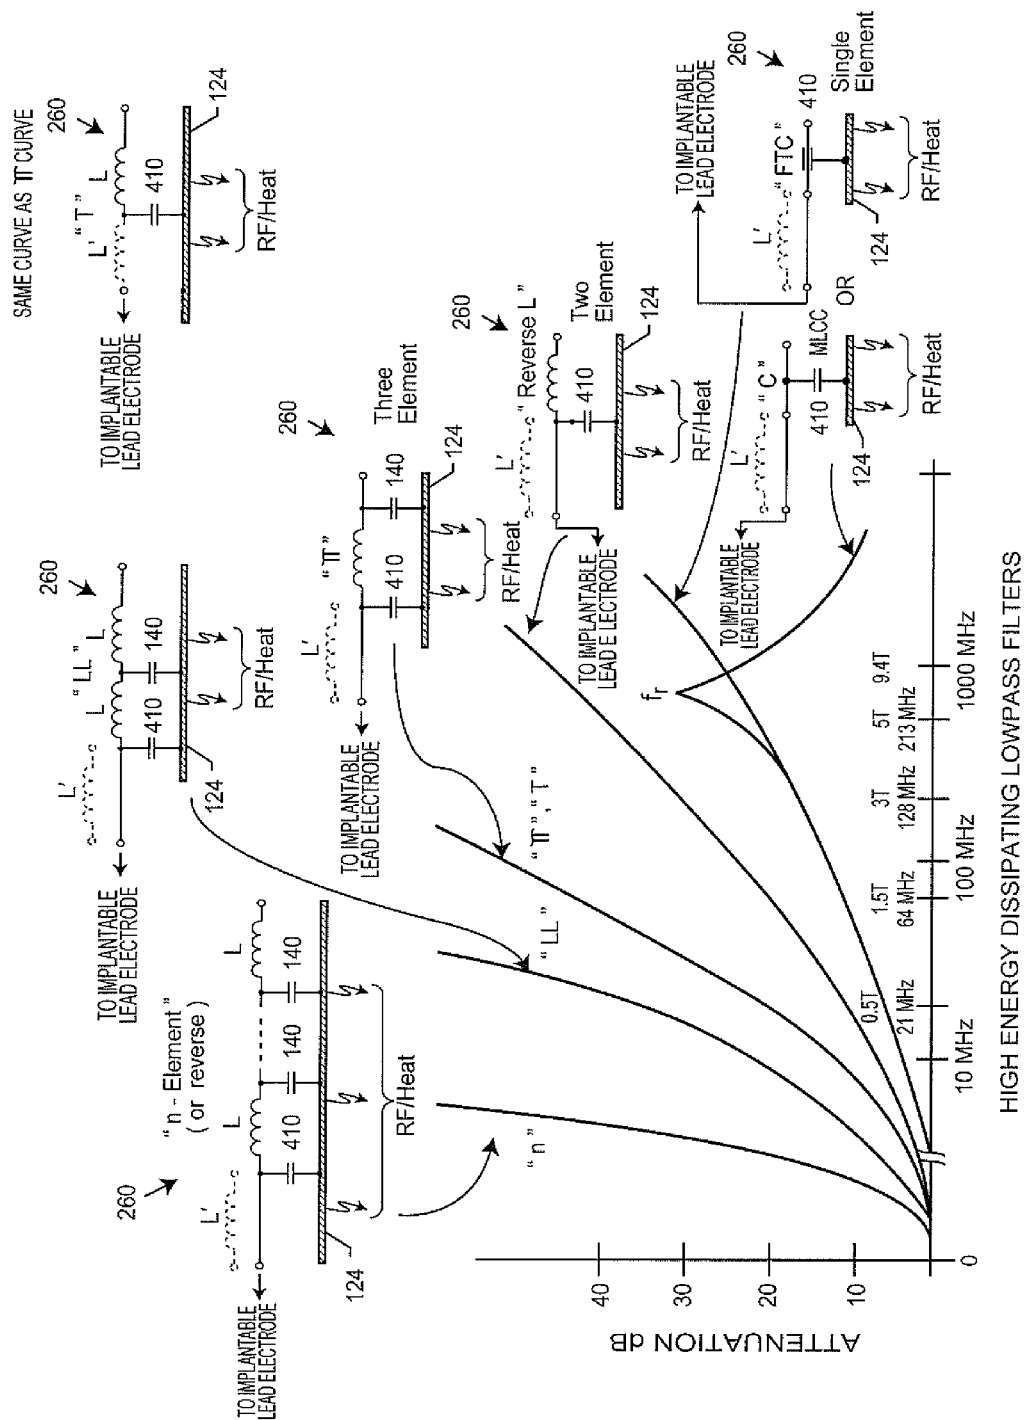 SAME CURVE AS π CURVE
260
"T"
L' L
410
124
TO IMPLANTABLE
LEAD ELECTRODE
RF/Heat
260
L' L "LL" L
410 140
TO IMPLANTABLE
LEAD ELECTRODE
124
RF/Heat
"n - Element"
(or reverse)
260
L' L L
410 140 140
TO IMPLANTABLE
LEAD ELECTRODE
124
RF/Heat
"n"
260
Three
Element
"π"
L'
410 140
124
TO IMPLANTABLE
LEAD ELECTRODE
RF/Heat
260
"Reverse L"
L'
Two
Element
410
124
TO IMPLANTABLE
LEAD E LECTRODE
RF/Heat
TO IMPLANTABLE
LEAD ELECTRODE
260
L' "FTC"
410
Single
Element
124
RF/Heat
OR
L' "C"
MLCC
410
TO IMPLANTABLE
LEAD ELECTRODE
124
RF/Heat
"LL"
"π", "T"
fr
ATTENUATION dB
40
30
20
10
0.5T 1.5T 3T 5T 9.4T
21 MHz 64 MHz 128 MHz 213 MHz
0 10 MHz 100 MHz 1000 MHz
HIGH ENERGY DISSIPATING LOWPASS FILTERS